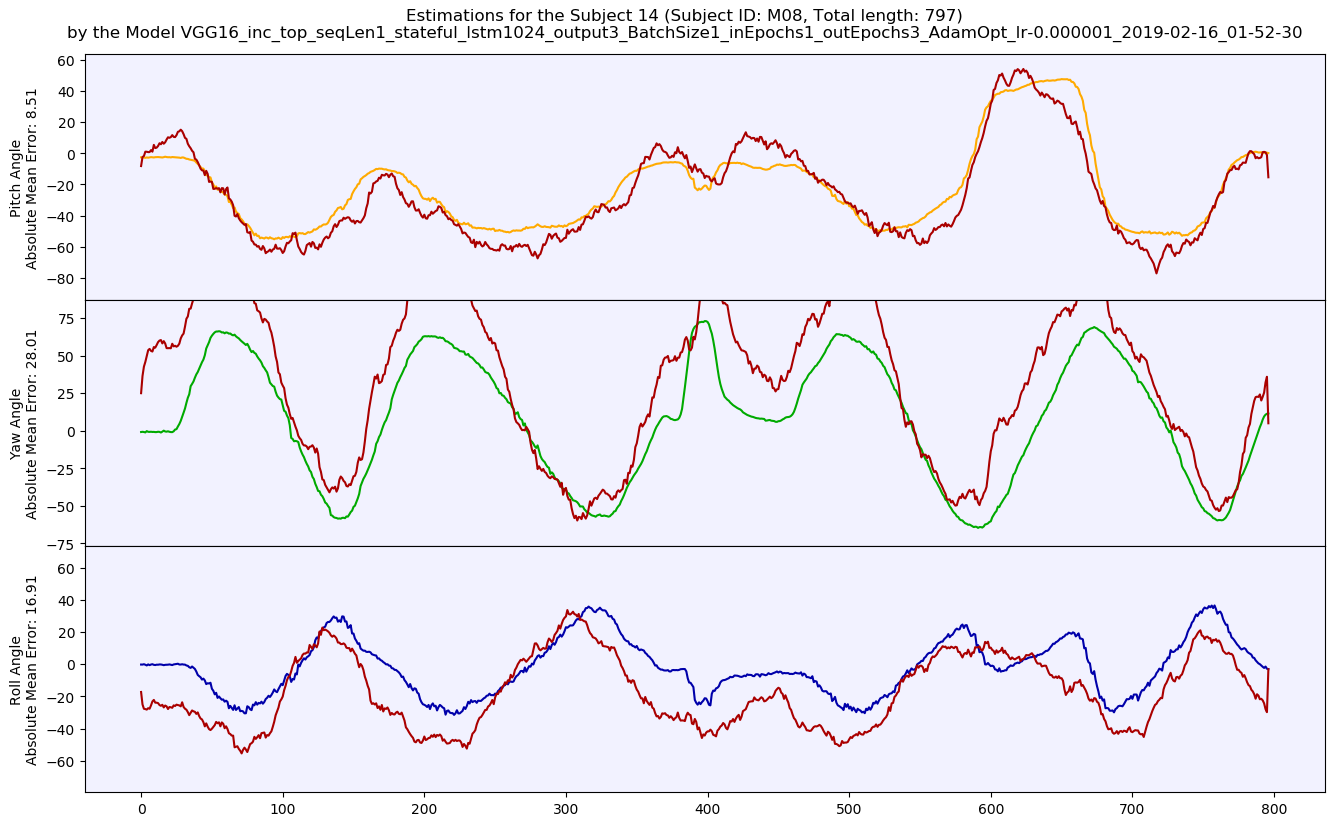 Estimations for the Subject 14 (Subject ID: M08, Total length: 797)
by the Model VGG16_inc_top_seqLen1_stateful_lstm1024_output3_BatchSize1_inEpochs1_outEpochs3_AdamOpt_lr-0.000001_2019-02-16_01-52-30
Pitch Angle
Absolute Mean Error: 8.51
60
40
20
0
−20
−40
−60
−80
Yaw Angle
Absolute Mean Error: 28.01
75
50
25
0
−25
−50
−75
Roll Angle
Absolute Mean Error: 16.91
60
40
20
0
−20
−40
−60
0 100 200 300 400 500 600 700 800